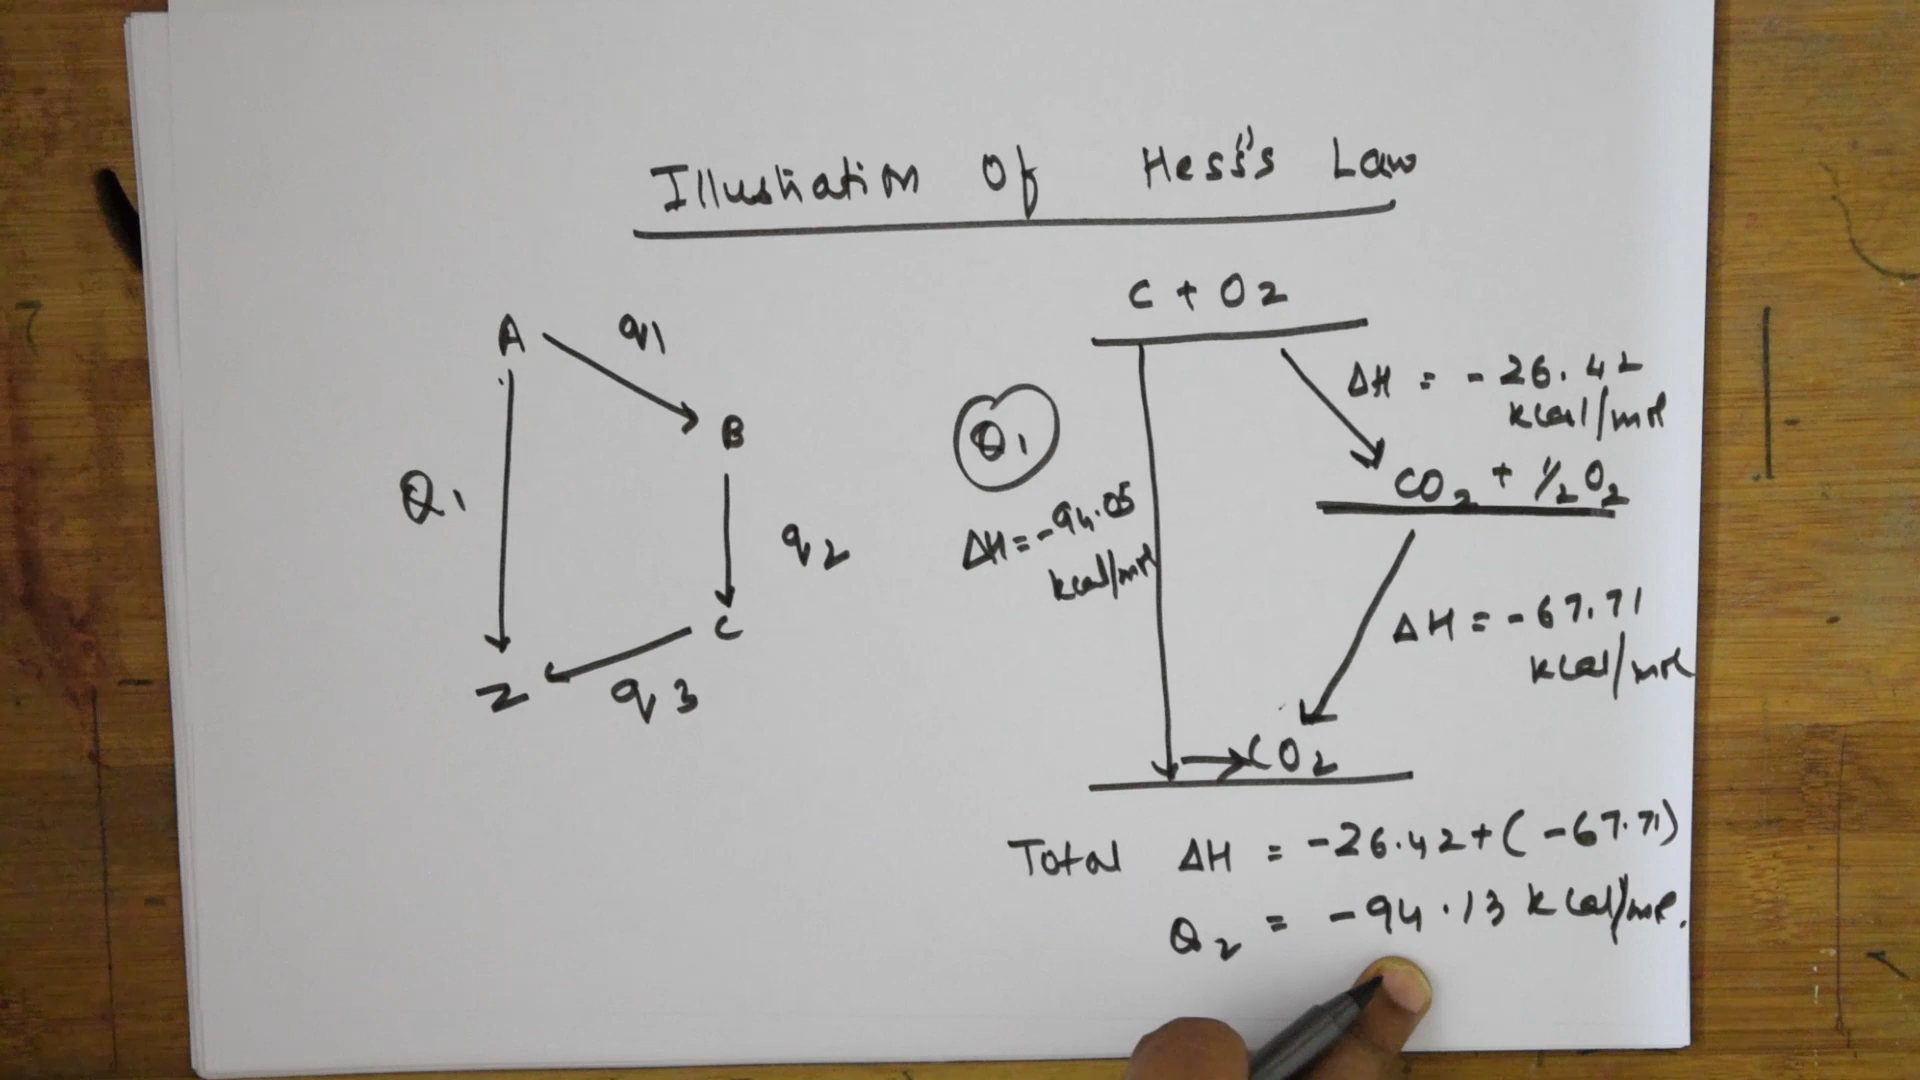 Illustration Of Hess's Law
A
q1
B
Q1
q2
C
Z
q3
C + O2
ΔH = -26.42
kcal/mol
Q1
CO2 + 1/2 O2
ΔH = -94.05
kcal/mol
ΔH = -67.71
kcal/mol
CO2
Total ΔH = -26.42+(-67.71)
Q2 = -94.13 kcal/mol.